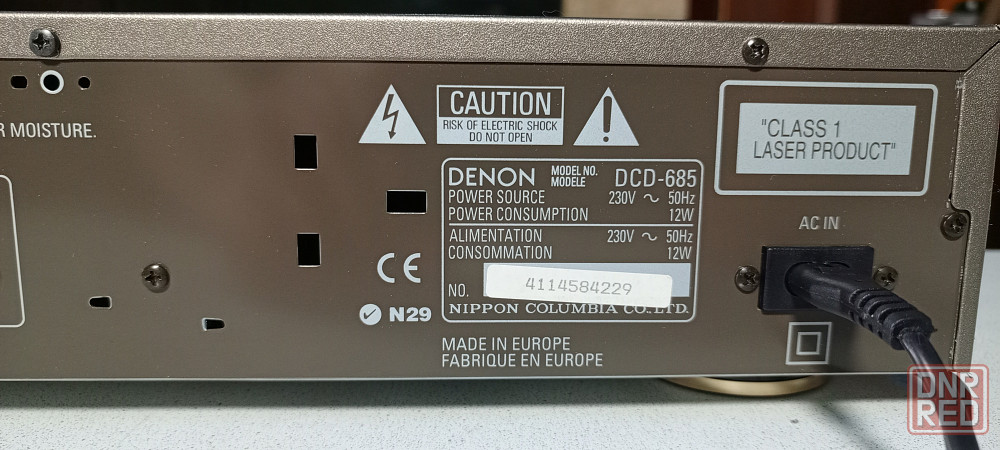 R MOISTURE.
CAUTION
RISK OF ELECTRIC SHOCK
DO NOT OPEN
"CLASS 1
LASER PRODUCT"
DENON MODEL NO. MODELE DCD-685
POWER SOURCE 230V ~ 50Hz
POWER CONSUMPTION 12W
ALIMENTATION 230V ~ 50Hz
CONSOMMATION 12W
NO. 4114584229
NIPPON COLUMBIA CO.,LTD.
AC IN
CE
N29
MADE IN EUROPE
FABRIQUE EN EUROPE
DNR
RED